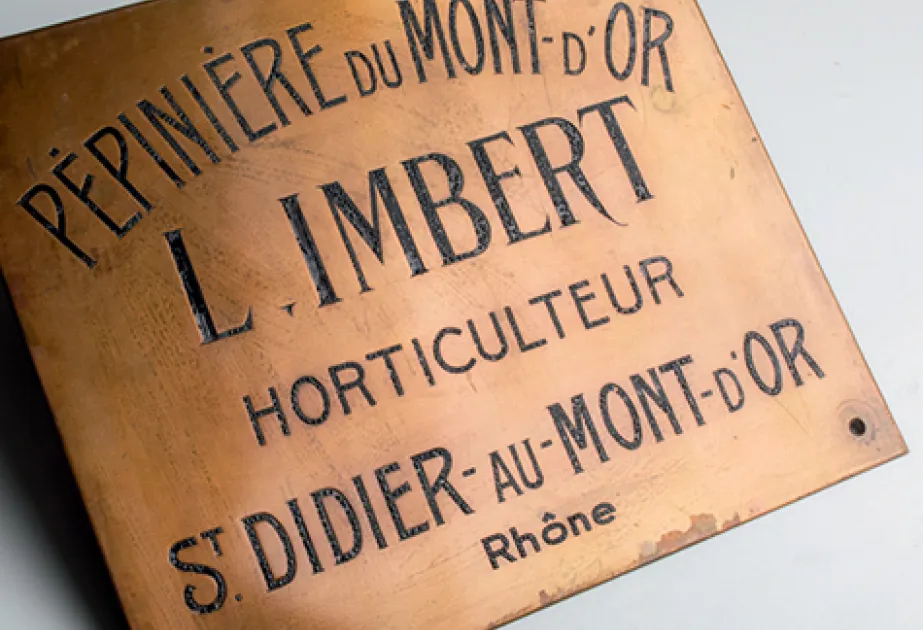 PÉPINIÈRE DU MONT-D'OR
L. IMBERT
HORTICULTEUR
ST. DIDIER-AU-MONT-D'OR
Rhône